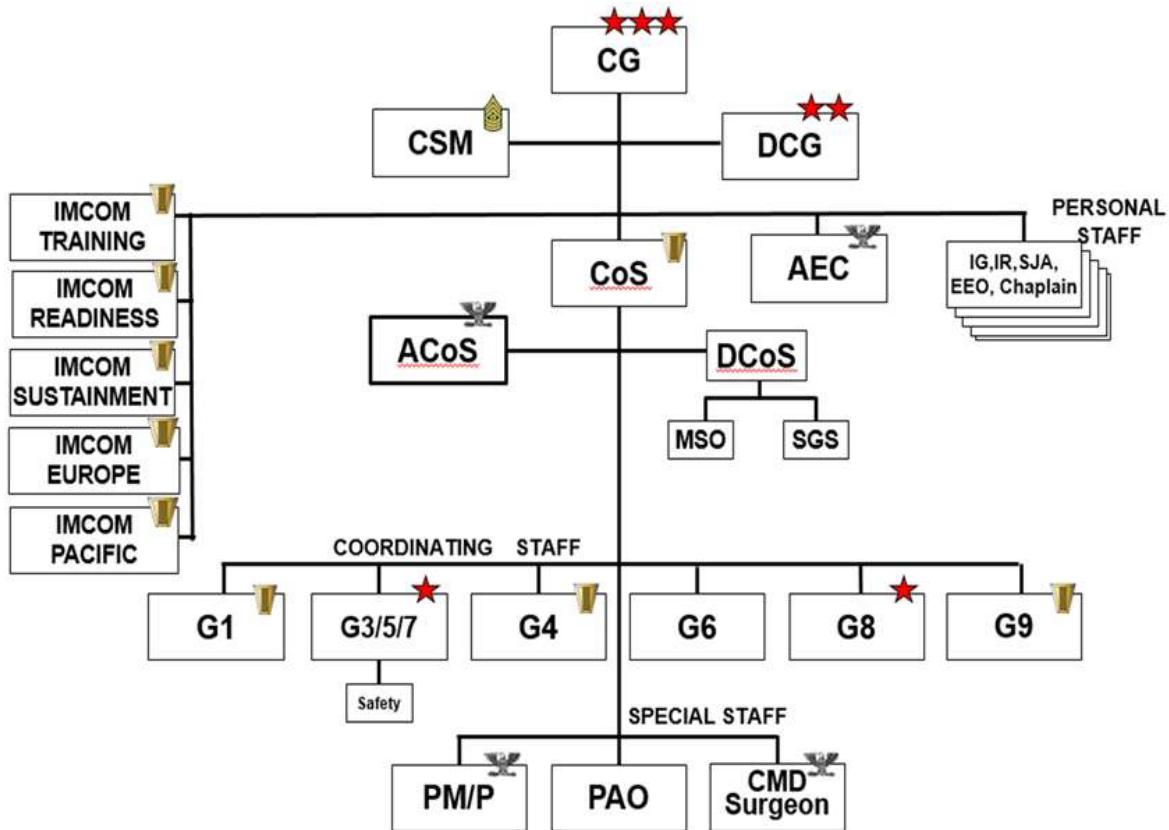 CG
CSM
DCG
IMCOM
TRAINING
IMCOM
READINESS
IMCOM
SUSTAINMENT
IMCOM
EUROPE
IMCOM
PACIFIC
CoS
AEC
PERSONAL
STAFF
IG,IR,SJA,
EEO, Chaplain
ACoS
DCoS
MSO
SGS
COORDINATING STAFF
G1
G3/5/7
G4
G6
G8
G9
Safety
SPECIAL STAFF
PM/P
PAO
CMD
Surgeon